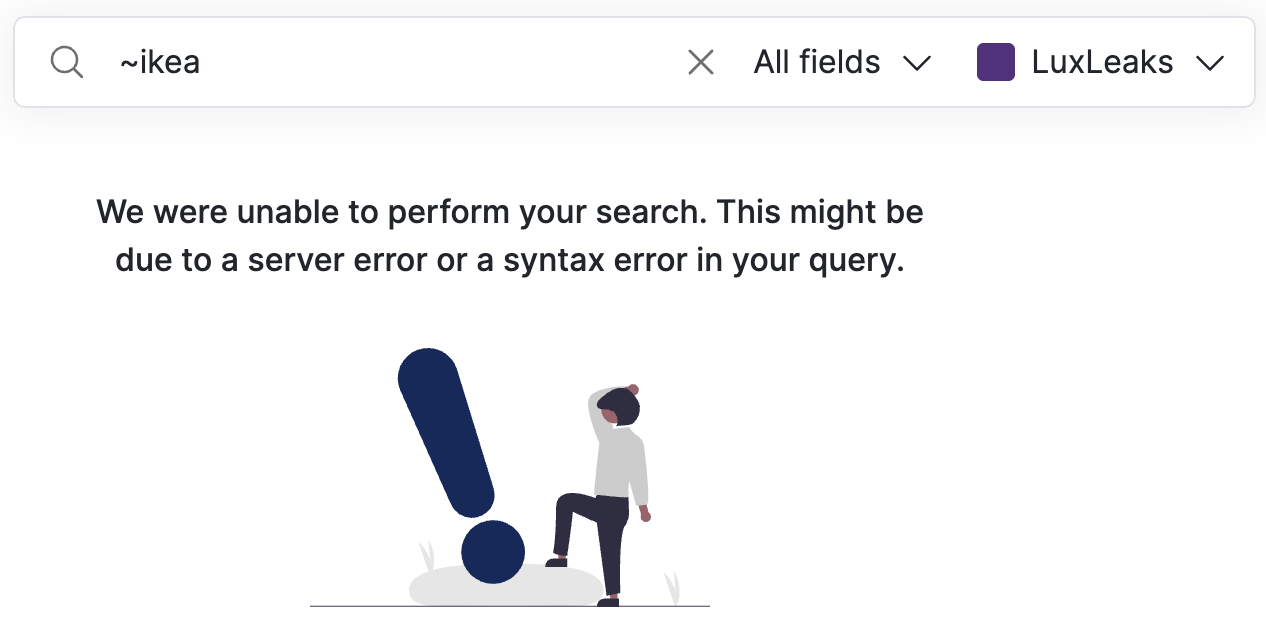 ~ikea All fields LuxLeaks
We were unable to perform your search. This might be
due to a server error or a syntax error in your query.